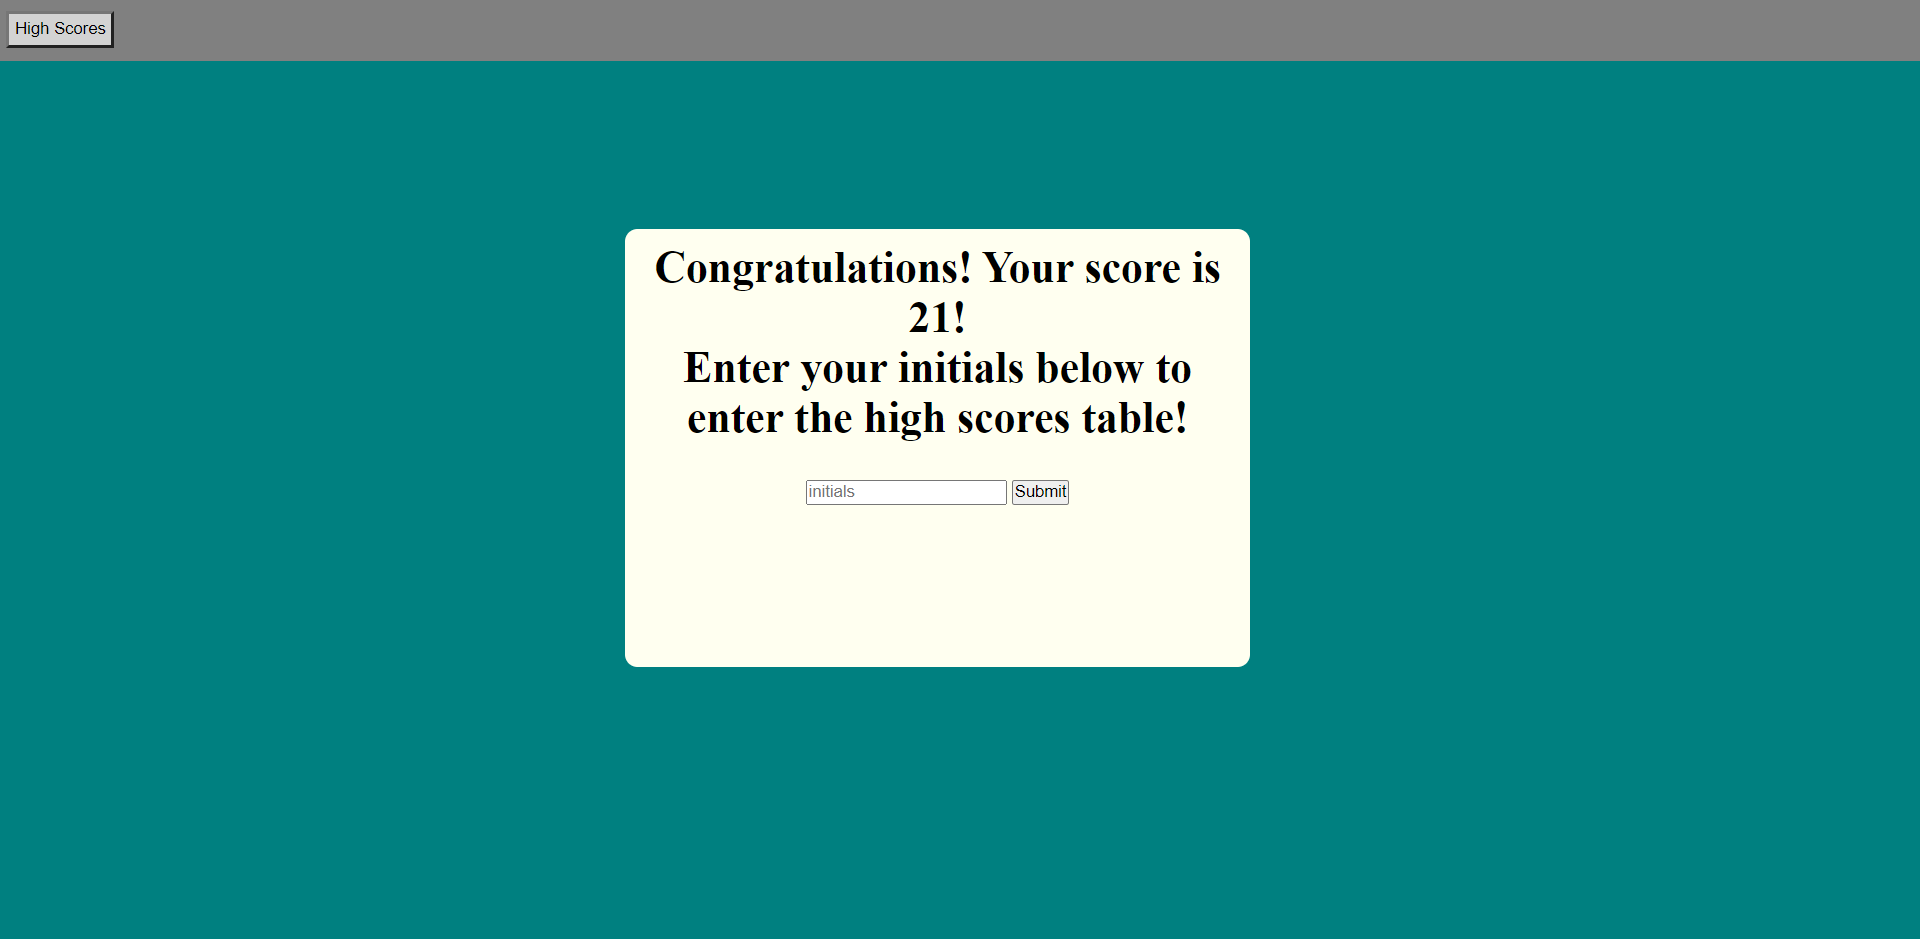 High Scores
Congratulations! Your score is
21!
Enter your initials below to
enter the high scores table!
initials Submit